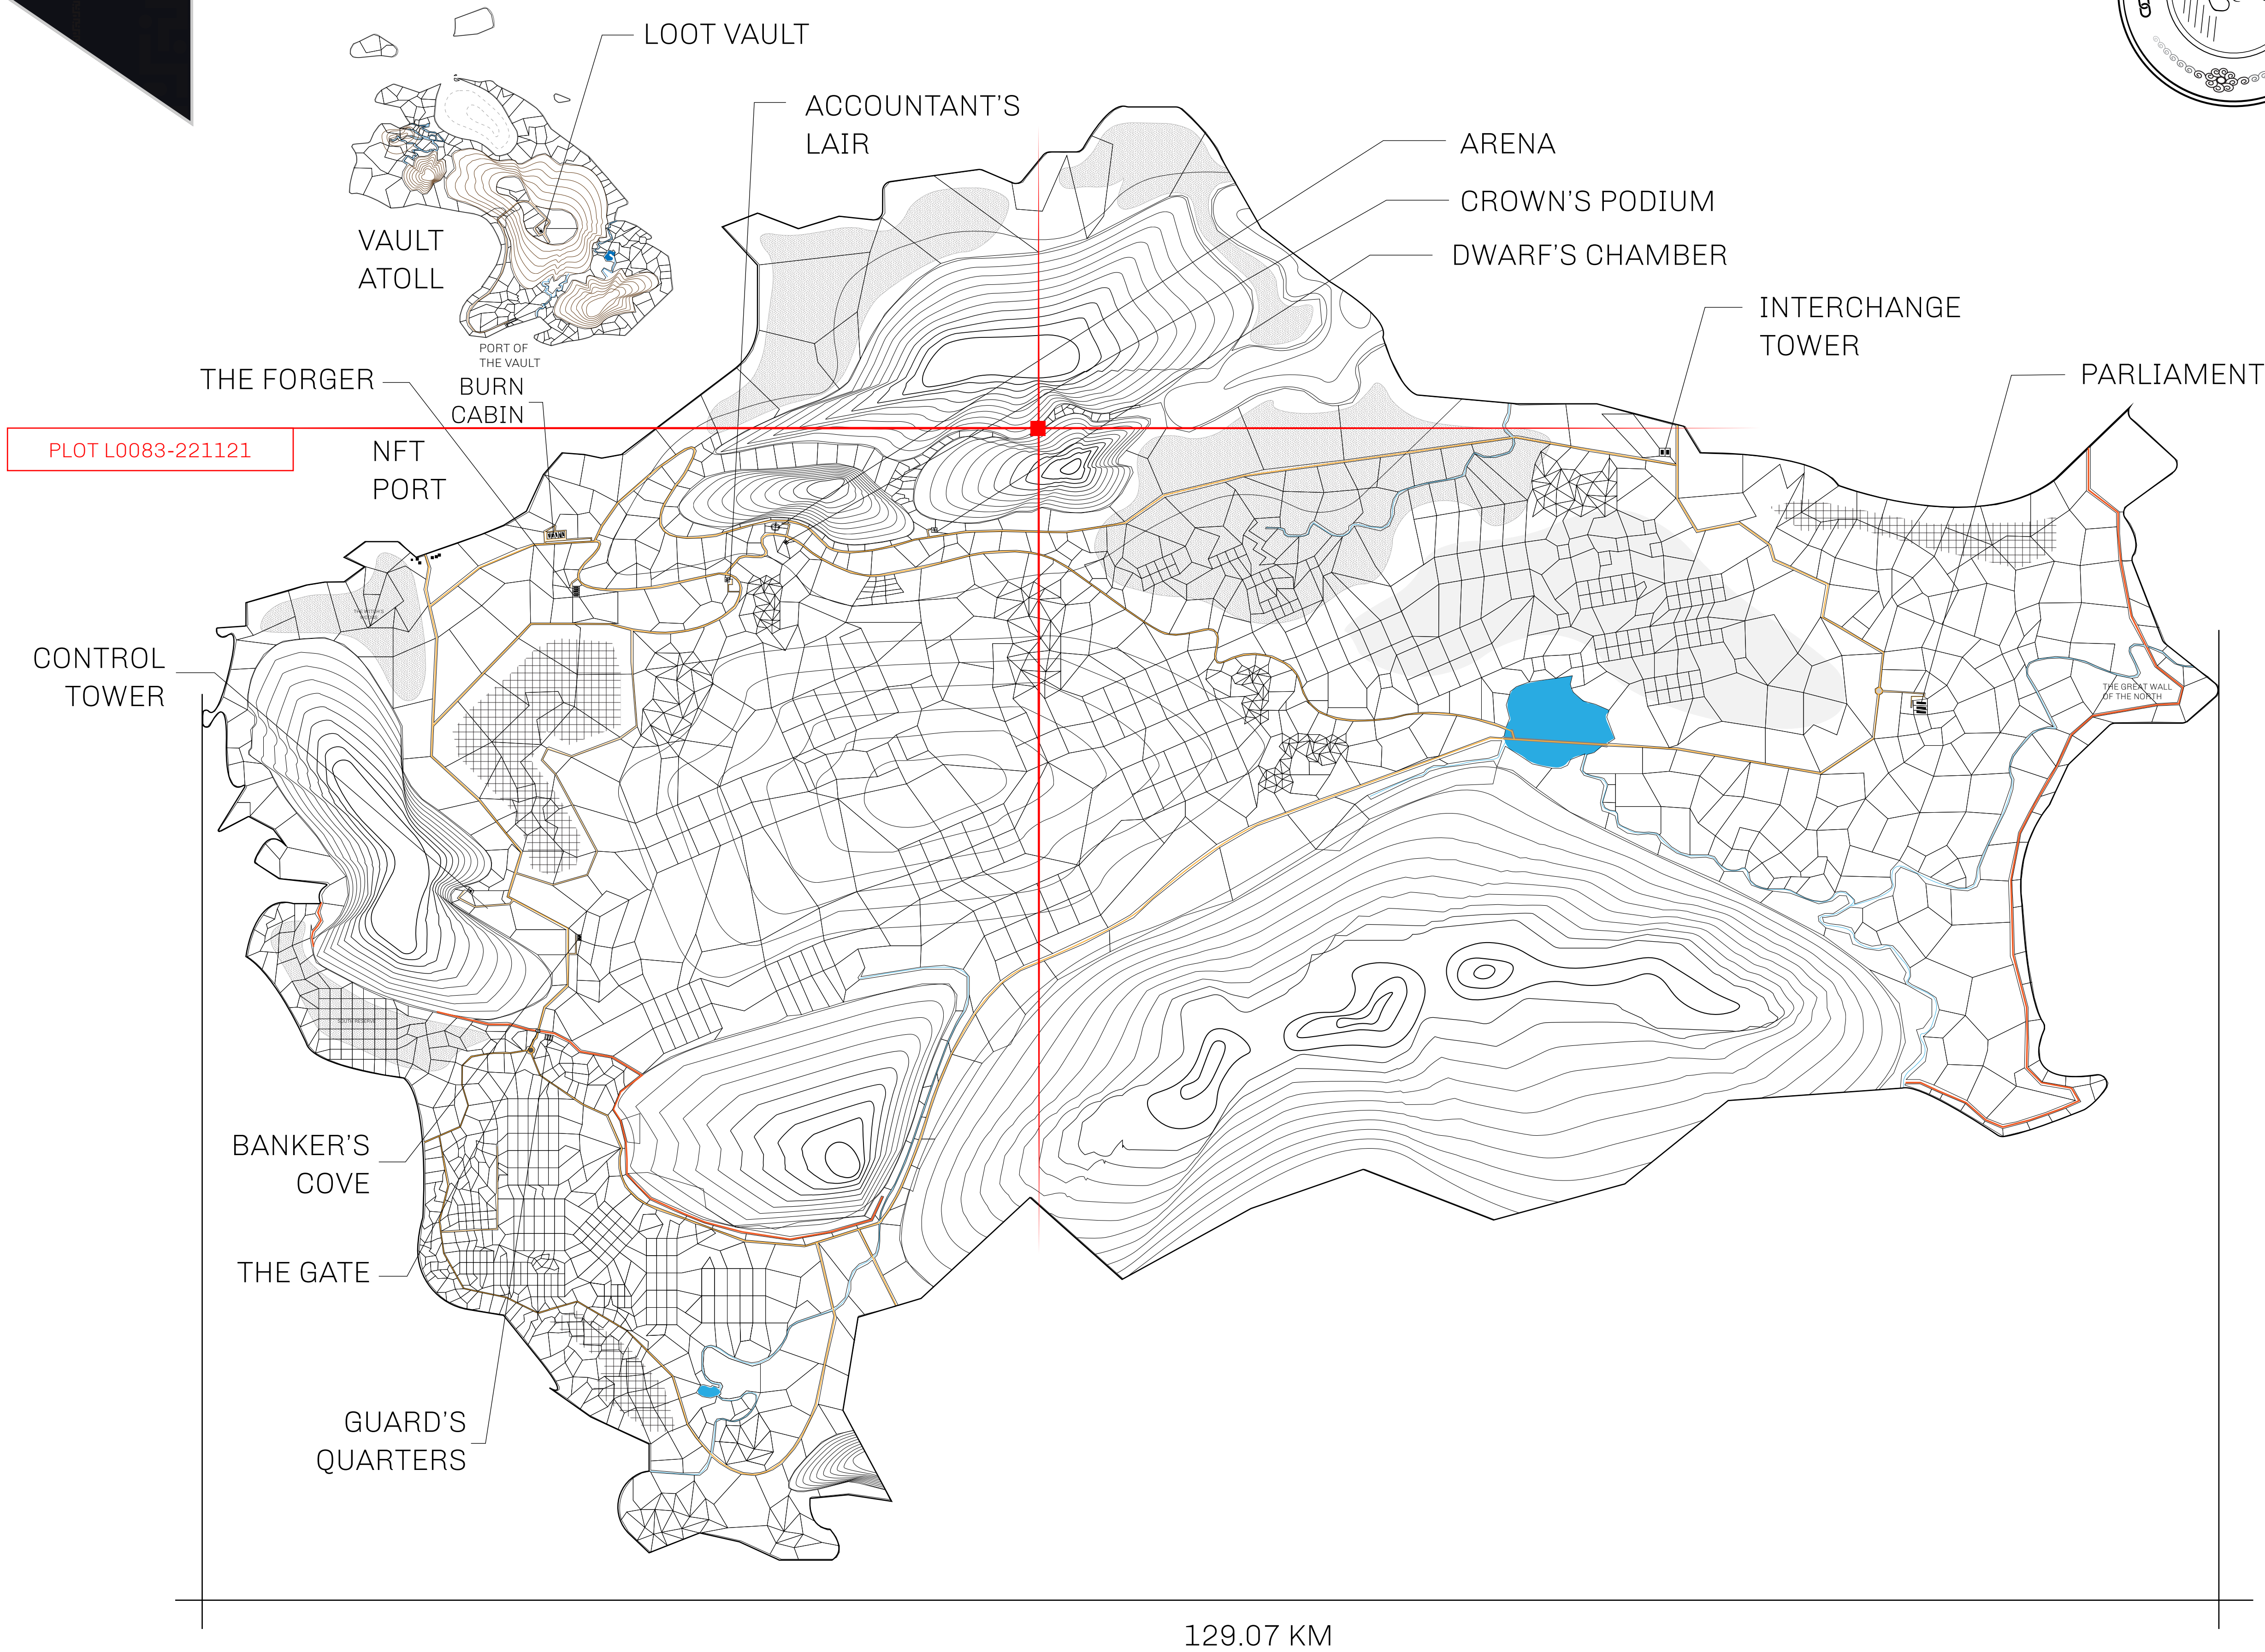 LOOT VAULT
ACCOUNTANT'S
LAIR
ARENA
CROWN'S PODIUM
DWARF'S CHAMBER
VAULT
ATOLL
INTERCHANGE
TOWER
PORT OF
THE VAULT
PARLIAMENT
THE FORGER
BURN
CABIN
PLOT L0083-221121
NFT
PORT
CONTROL
TOWER
THE GREAT WALL
OF THE NORTH
SOUTH RESERVE
BANKER'S
COVE
THE GATE
GUARD'S
QUARTERS
129.07 KM